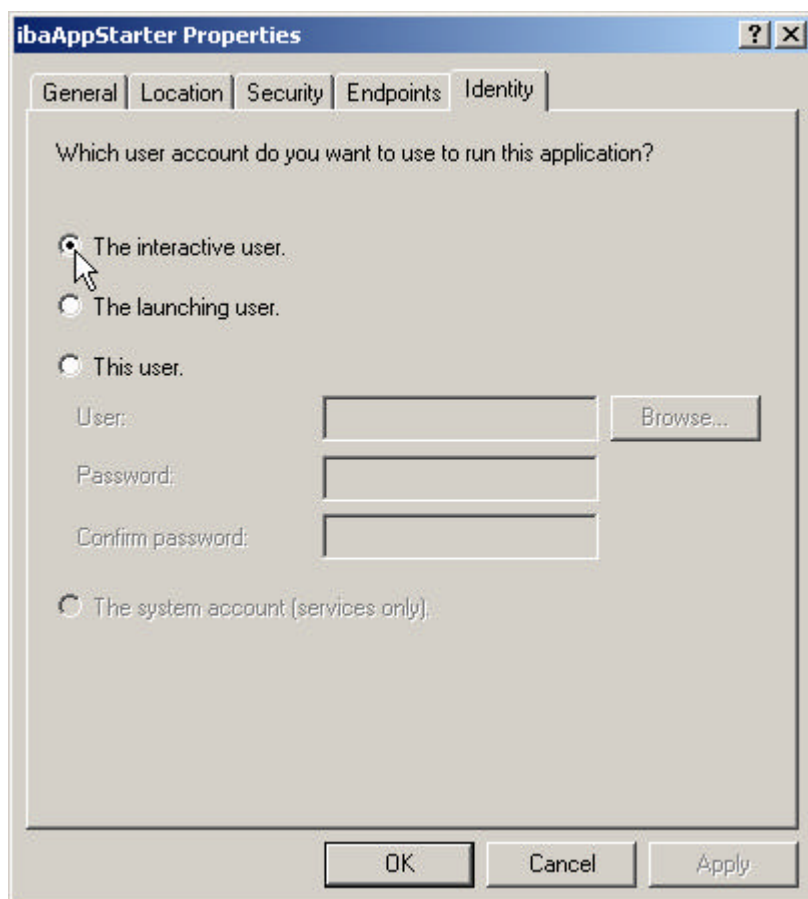 ibaAppStarter Properties
General Location Security Endpoints Identity
Which user account do you want to use to run this application?
The interactive user.
The launching user.
This user.
User: Browse...
Password:
Confirm password:
The system account (services only).
OK Cancel Apply